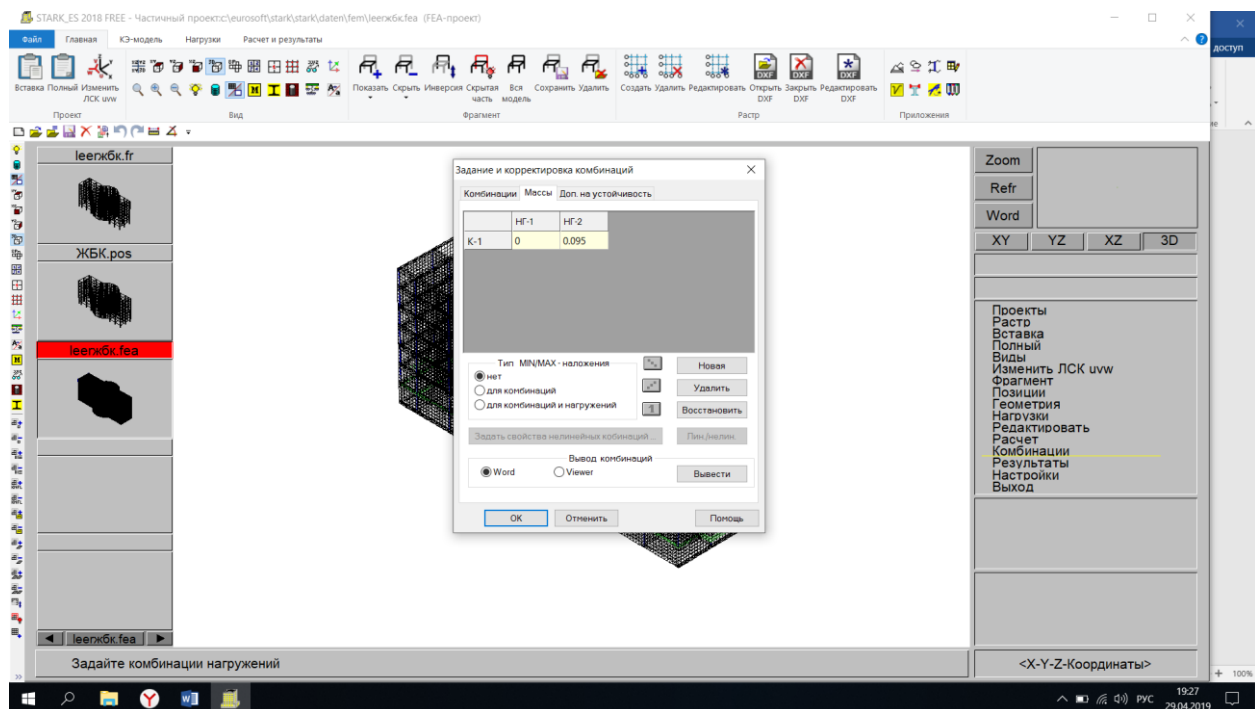 STARK_ES 2018 FREE - Частичный проект:c:\eurosoft\stark\stark\daten\fem\leerжбк.fea (FEA-проект)
Файл Главная КЭ-модель Нагрузки Расчет и результаты
доступ
Вставка Полный Изменить ЛСК uvw
Показать Скрыть Инверсия Скрытая часть Вся модель Сохранить Удалить
Создать Удалить Редактировать Открыть DXF Закрыть DXF Редактировать DXF
Проект Вид Фрагмент Растр Приложения
leerжбк.fr
ЖБК.pos
leerжбк.fea
leerжбк.fea
Задание и корректировка комбинаций
Комбинации Массы Доп. на устойчивость
НГ-1 НГ-2
К-1 0 0.095
Тип MIN/MAX - наложения
нет
для комбинаций
для комбинаций и нагружений
Новая
Удалить
Восстановить
Задать свойства нелинейных кобинаций... Лин./нелин.
Вывод комбинаций
Word Viewer Вывести
OK Отменить Помощь
Zoom
Refr
Word
XY YZ XZ 3D
Проекты
Растр
Вставка
Полный
Виды
Изменить ЛСК uvw
Фрагмент
Позиции
Геометрия
Нагрузки
Редактировать
Расчет
Комбинации
Результаты
Настройки
Выход
Задайте комбинации нагружений
<X-Y-Z-Координаты>
100%
РУС
19:27
29.04.2019